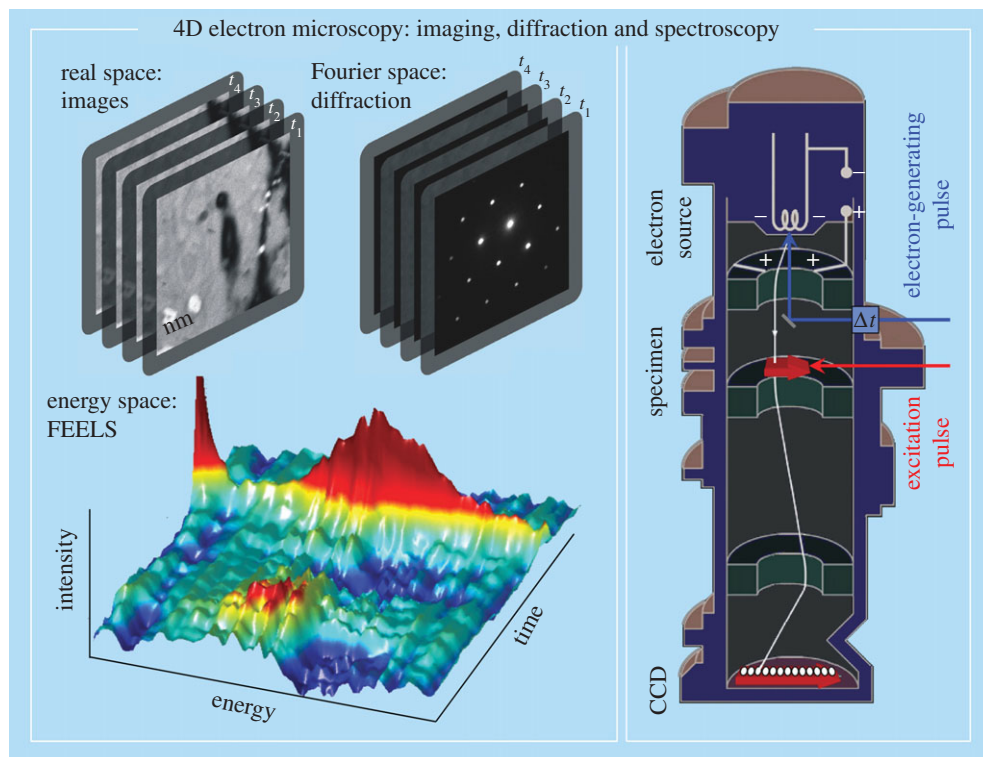 4D electron microscopy: imaging, diffraction and spectroscopy
real space:
images
t4
t3
t2
t1
nm
Fourier space:
diffraction
t4
t3
t2
t1
energy space:
FEELS
intensity
energy
time
electron
source
specimen
CCD
−
+
− −
+ +
Δt
electron-generating
pulse
excitation
pulse